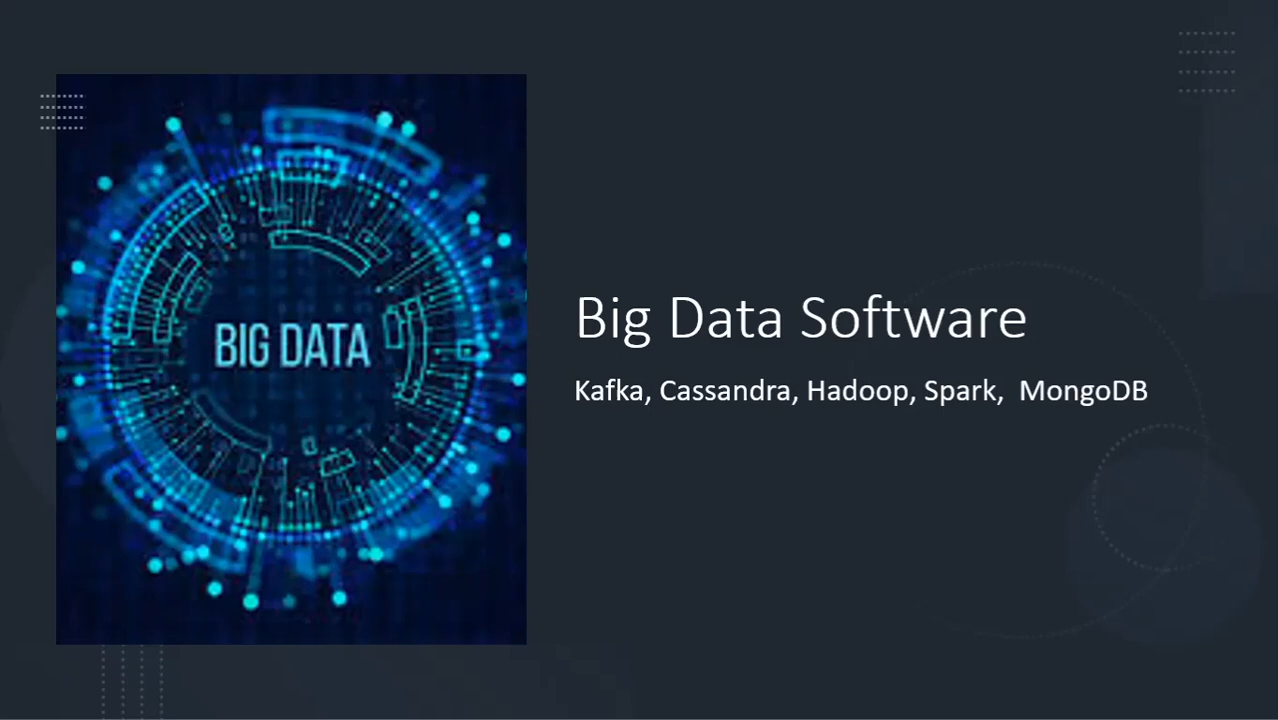 BIG DATA
Big Data Software
Kafka, Cassandra, Hadoop, Spark,  MongoDB